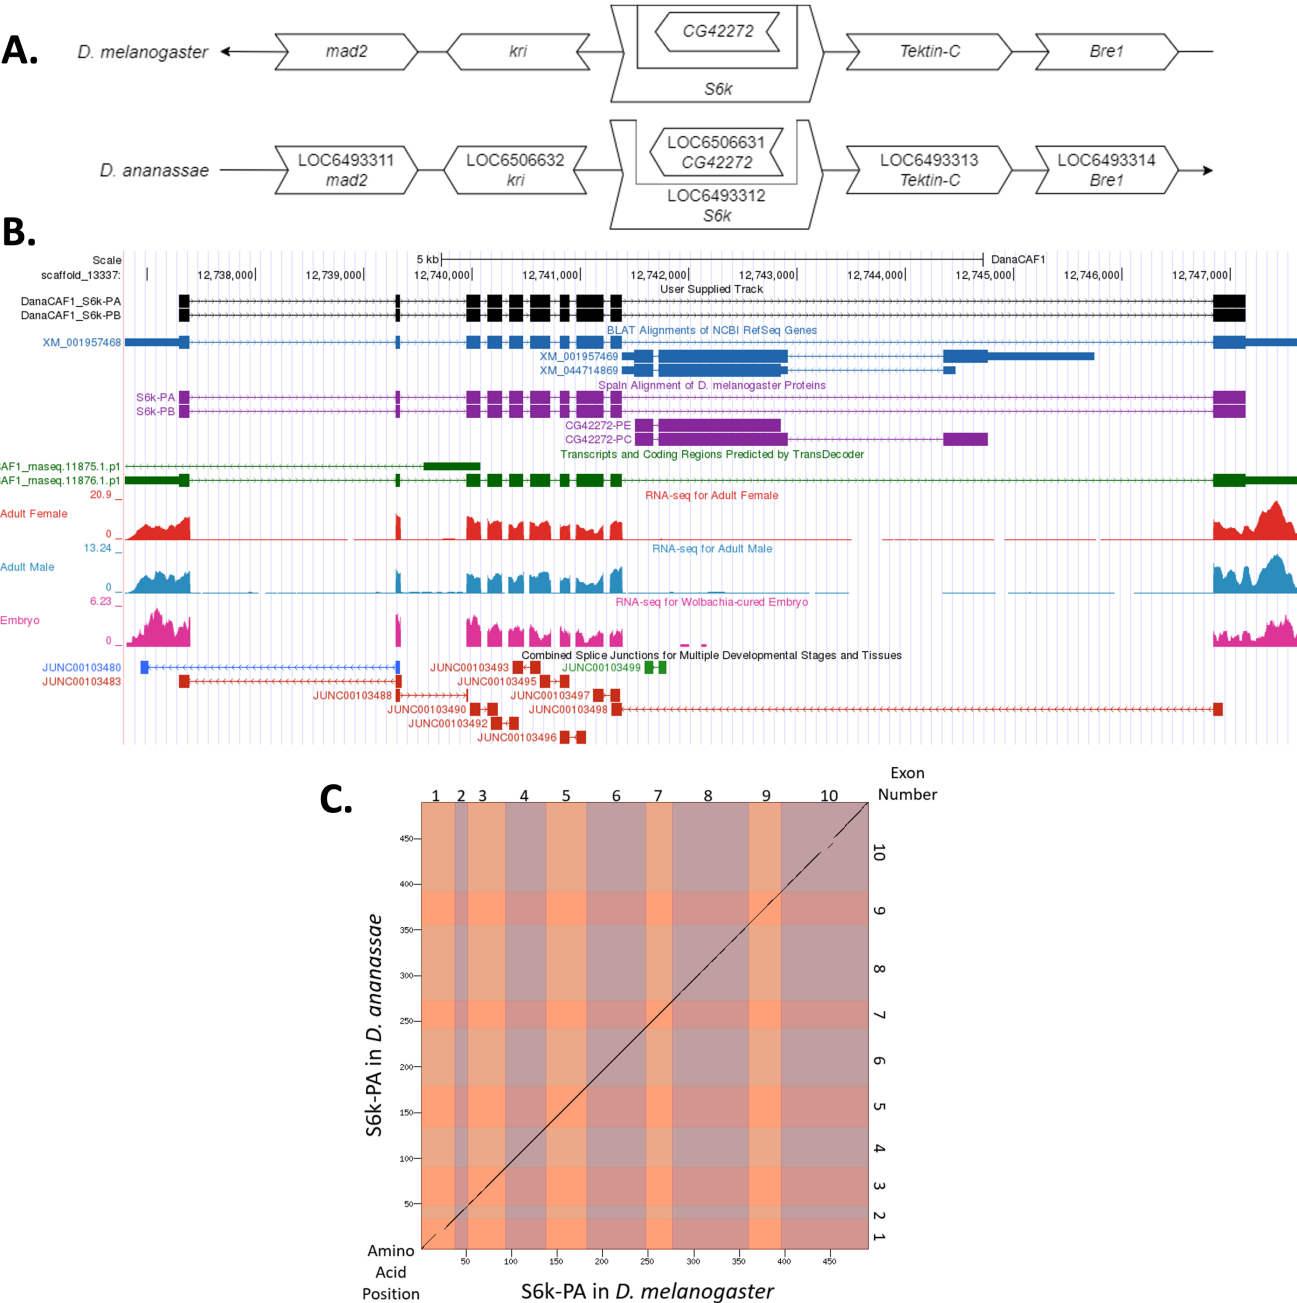 A.
D. melanogaster
mad2
kri
CG42272
S6k
Tektin-C
Bre1
D. ananassae
LOC6493311
mad2
LOC6506632
kri
LOC6506631
CG42272
LOC6493312
S6k
LOC6493313
Tektin-C
LOC6493314
Bre1
B.
Scale
5 kb
DanaCAF1
scaffold_13337:
12,738,000
12,739,000
12,740,000
12,741,000
12,742,000
12,743,000
12,744,000
12,745,000
12,746,000
12,747,000
User Supplied Track
DanaCAF1_S6k-PA
DanaCAF1_S6k-PB
BLAT Alignments of NCBI RefSeq Genes
XM_001957468
XM_001957469
XM_044714869
Spaln Alignment of D. melanogaster Proteins
S6k-PA
S6k-PB
CG42272-PE
CG42272-PC
Transcripts and Coding Regions Predicted by TransDecoder
AF1_rnaseq.11875.1.p1
AF1_rnaseq.11876.1.p1
20.9
RNA-seq for Adult Female
Adult Female
0
13.24
RNA-seq for Adult Male
Adult Male
0
6.23
RNA-seq for Wolbachia-cured Embryo
Embryo
0
Combined Splice Junctions for Multiple Developmental Stages and Tissues
JUNC00103480
JUNC00103493
JUNC00103499
JUNC00103483
JUNC00103495
JUNC00103488
JUNC00103497
JUNC00103490
JUNC00103498
JUNC00103492
JUNC00103496
C.
Exon
Number
1 2 3 4 5 6 7 8 9 10
10
9
8
7
6
5
4
3
2
1
450
400
350
300
250
200
150
100
50
S6k-PA in D. ananassae
Amino
Acid
Position
50 100 150 200 250 300 350 400 450
S6k-PA in D. melanogaster